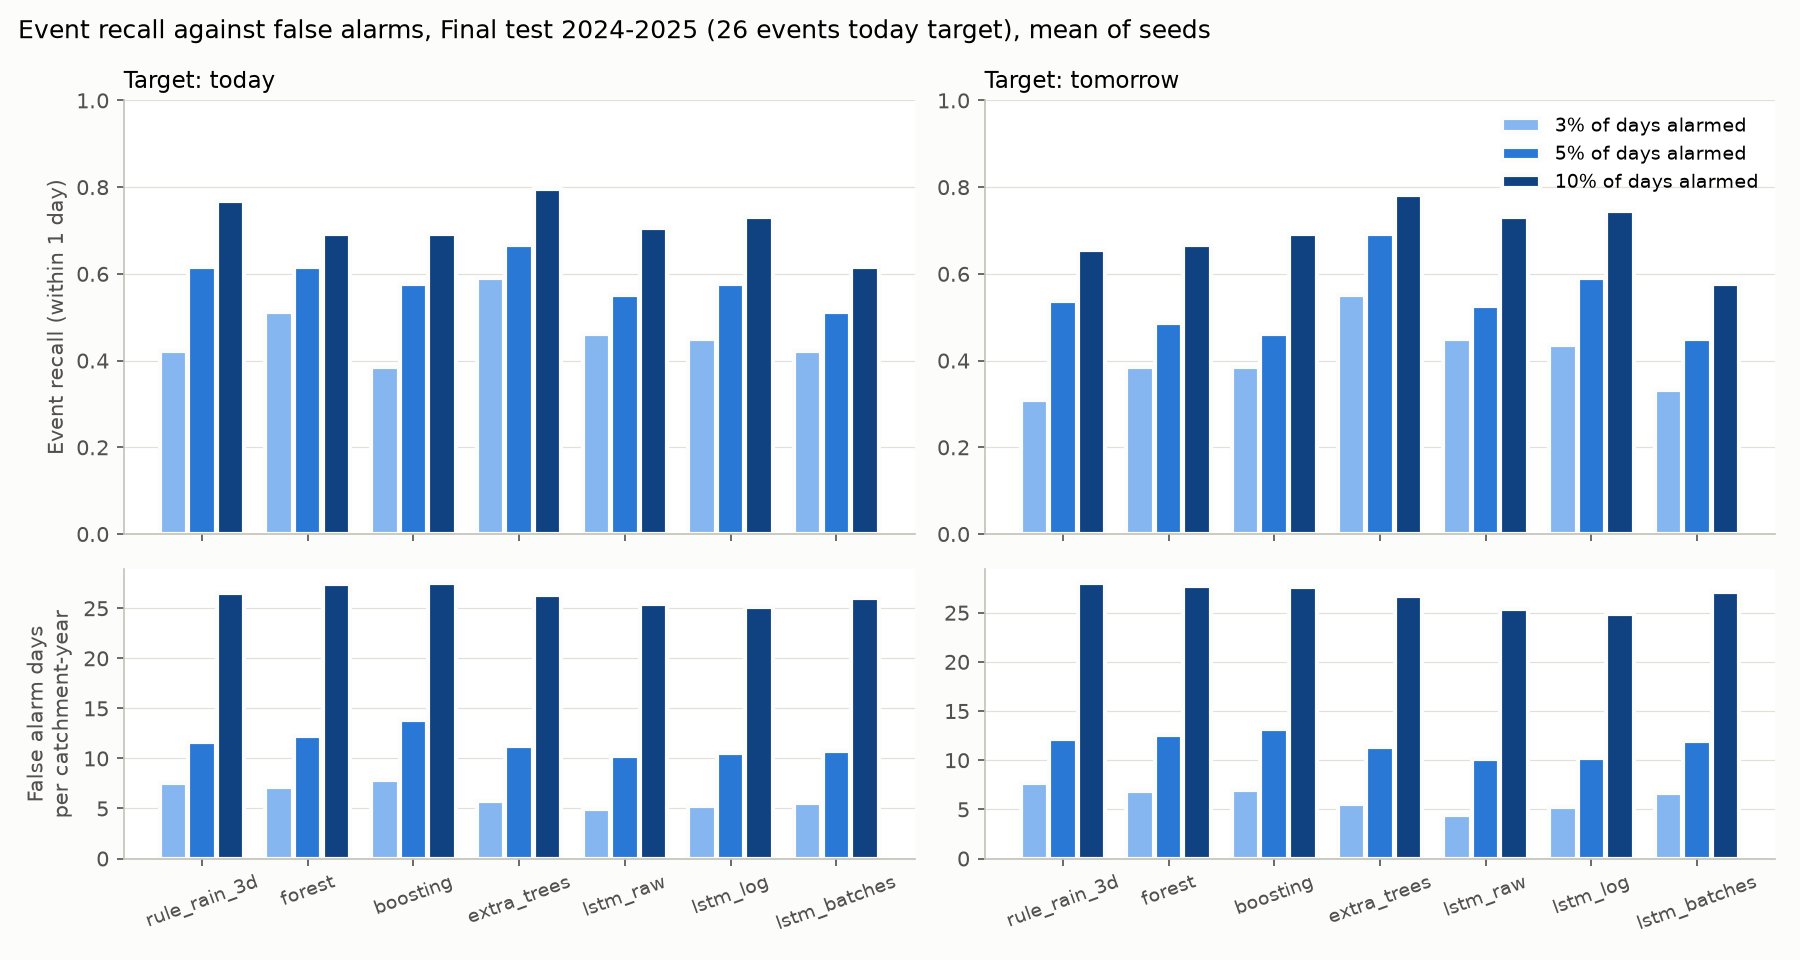 Event recall against false alarms, Final test 2024-2025 (26 events today target), mean of seeds
Target: today
Target: tomorrow
1.0
0.8
0.6
0.4
0.2
0.0
Event recall (within 1 day)
1.0
0.8
0.6
0.4
0.2
0.0
3% of days alarmed
5% of days alarmed
10% of days alarmed
25
20
15
10
5
0
False alarm days
per catchment-year
25
20
15
10
5
0
rule_rain_3d
forest
boosting
extra_trees
lstm_raw
lstm_log
lstm_batches
rule_rain_3d
forest
boosting
extra_trees
lstm_raw
lstm_log
lstm_batches